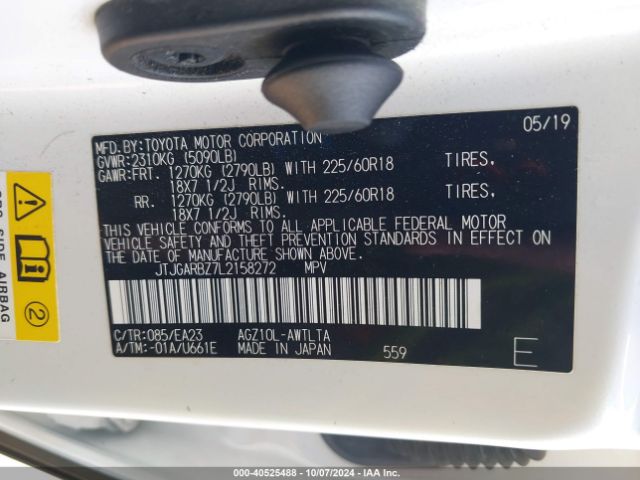 MFD.BY:TOYOTA MOTOR CORPORATION 05/19
GVWR:2310KG (5090LB)
GAWR:FRT. 1270KG (2790LB) WITH 225/60R18 TIRES,
18X7 1/2J RIMS.
RR. 1270KG (2790LB) WITH 225/60R18 TIRES,
18X7 1/2J RIMS.
THIS VEHICLE CONFORMS TO ALL APPLICABLE FEDERAL MOTOR
VEHICLE SAFETY AND THEFT PREVENTION STANDARDS IN EFFECT ON
THE DATE OF MANUFACTURE SHOWN ABOVE.
JTJGARBZ7L2158272 MPV
C/TR:085/EA23 AGZ10L-AWTLTA
A/TM:-01A/U661E MADE IN JAPAN 559 E
SIDE AIRBAG
2
000-40525488 - 10/07/2024 - IAA Inc.